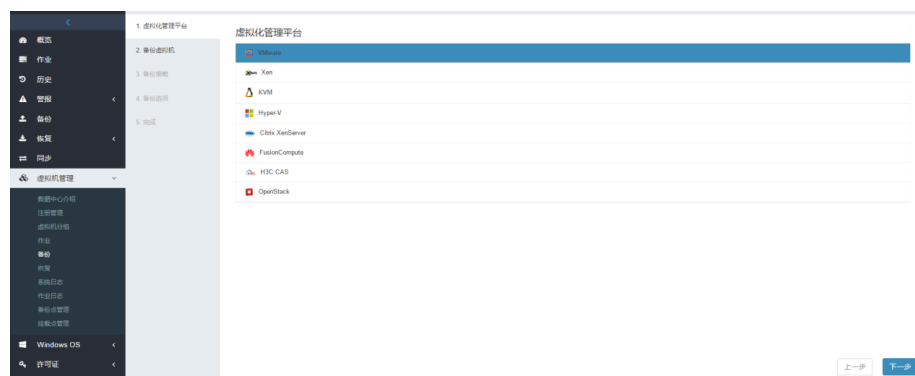 概览
作业
历史
警报
备份
恢复
同步
虚拟机管理
数据中心介绍
注册管理
虚拟机分组
作业
备份
恢复
系统日志
作业日志
备份点管理
挂载点管理
Windows OS
许可证
1. 虚拟化管理平台
2. 备份虚拟机
3. 备份策略
4. 备份选项
5. 完成
虚拟化管理平台
VMware
Xen
KVM
Hyper-V
Citrix XenServer
FusionCompute
H3C CAS
OpenStack
上一步
下一步